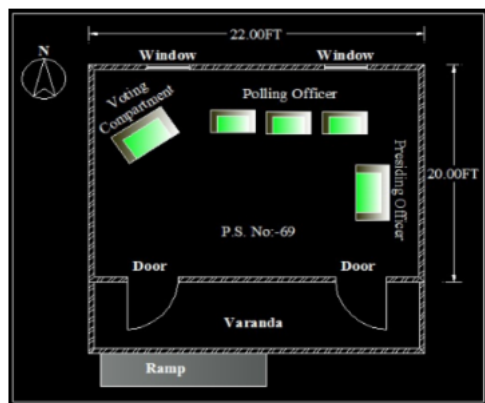 22.00FT
N
Window
Window
Voting
Compartment
Polling Officer
Presiding Officer
20.00FT
P.S. No:-69
Door
Door
Varanda
Ramp